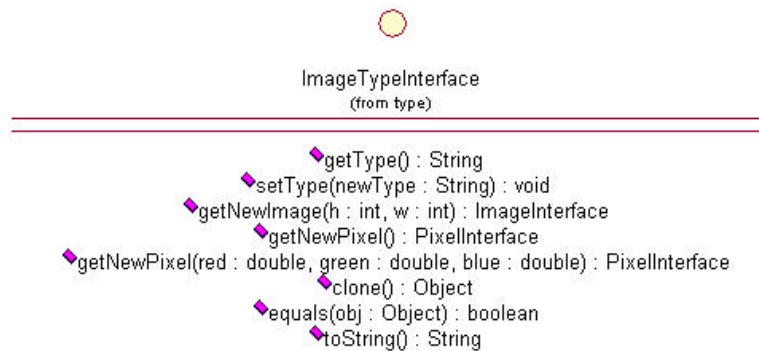 ImageTypeInterface
(from type)
getType() : String
setType(newType : String) : void
getNewImage(h : int, w : int) : ImageInterface
getNewPixel() : PixelInterface
getNewPixel(red : double, green : double, blue : double) : PixelInterface
clone() : Object
equals(obj : Object) : boolean
toString() : String